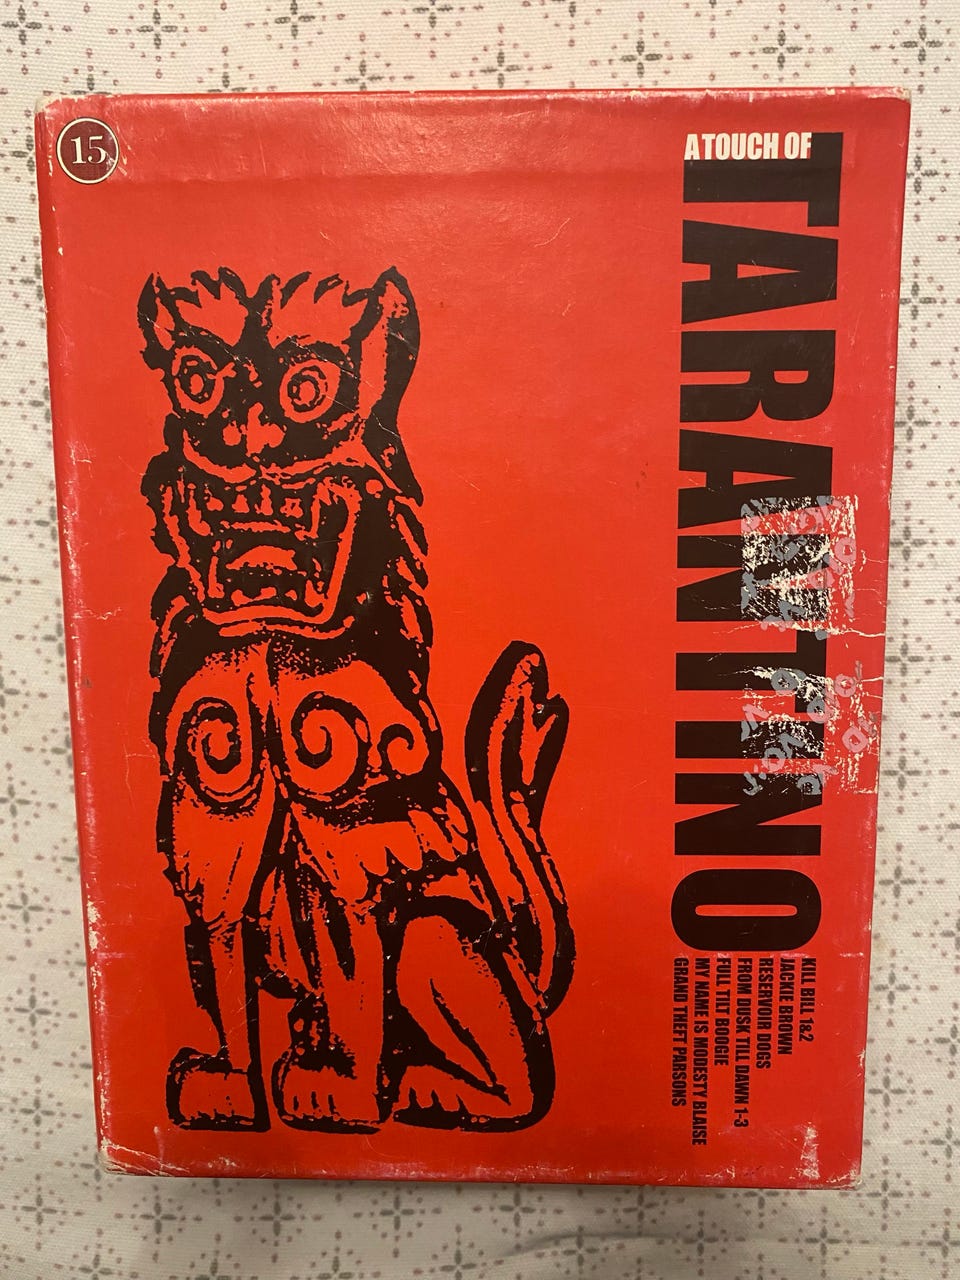 15
A TOUCH OF
TARANTINO
KILL BILL 1&2
JACKIE BROWN
RESERVOIR DOGS
FROM DUSK TILL DAWN 1-3
FULL TILT BOOGIE
MY NAME IS MODESTY BLAISE
GRAND THEFT PARSONS